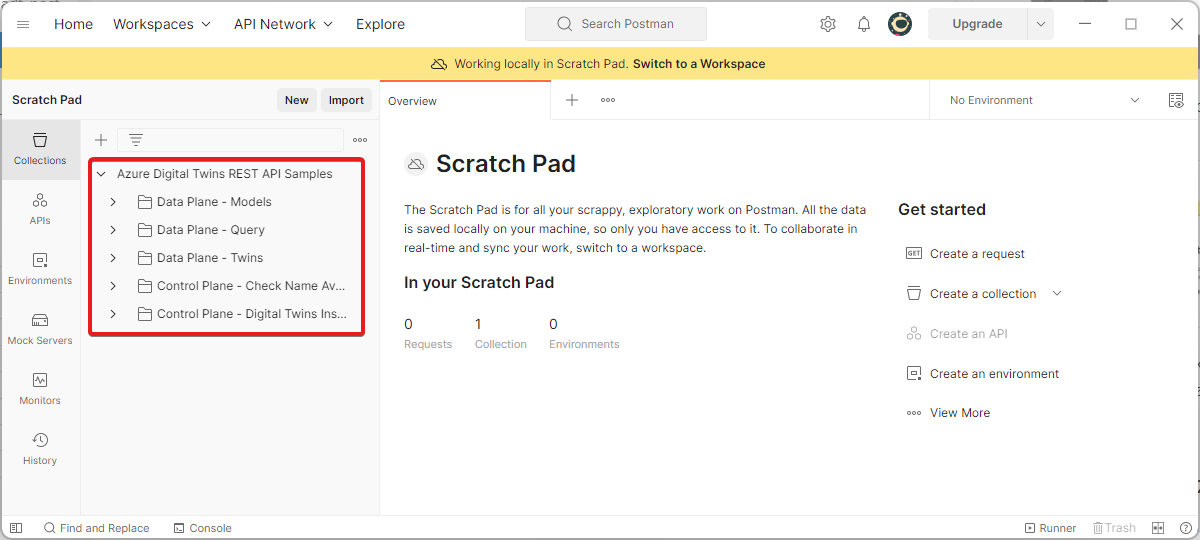 Home Workspaces API Network Explore Search Postman Upgrade
Working locally in Scratch Pad. Switch to a Workspace
Scratch Pad New Import
Overview
No Environment
Collections
APIs
Environments
Mock Servers
Monitors
History
Azure Digital Twins REST API Samples
Data Plane - Models
Data Plane - Query
Data Plane - Twins
Control Plane - Check Name Av...
Control Plane - Digital Twins Ins...
Scratch Pad
The Scratch Pad is for all your scrappy, exploratory work on Postman. All the data
is saved locally on your machine, so only you have access to it. To collaborate in
real-time and sync your work, switch to a workspace.
In your Scratch Pad
0 1 0
Requests Collection Environments
Get started
GET Create a request
Create a collection
Create an API
Create an environment
View More
Find and Replace Console Runner Trash